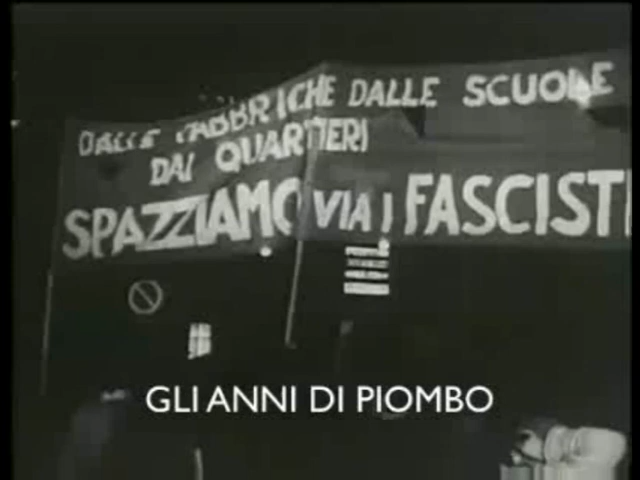 DALLE FABBRICHE DALLE SCUOLE
DAI QUARTIERI
SPAZZIAMO VIA I FASCISTI
GLI ANNI DI PIOMBO